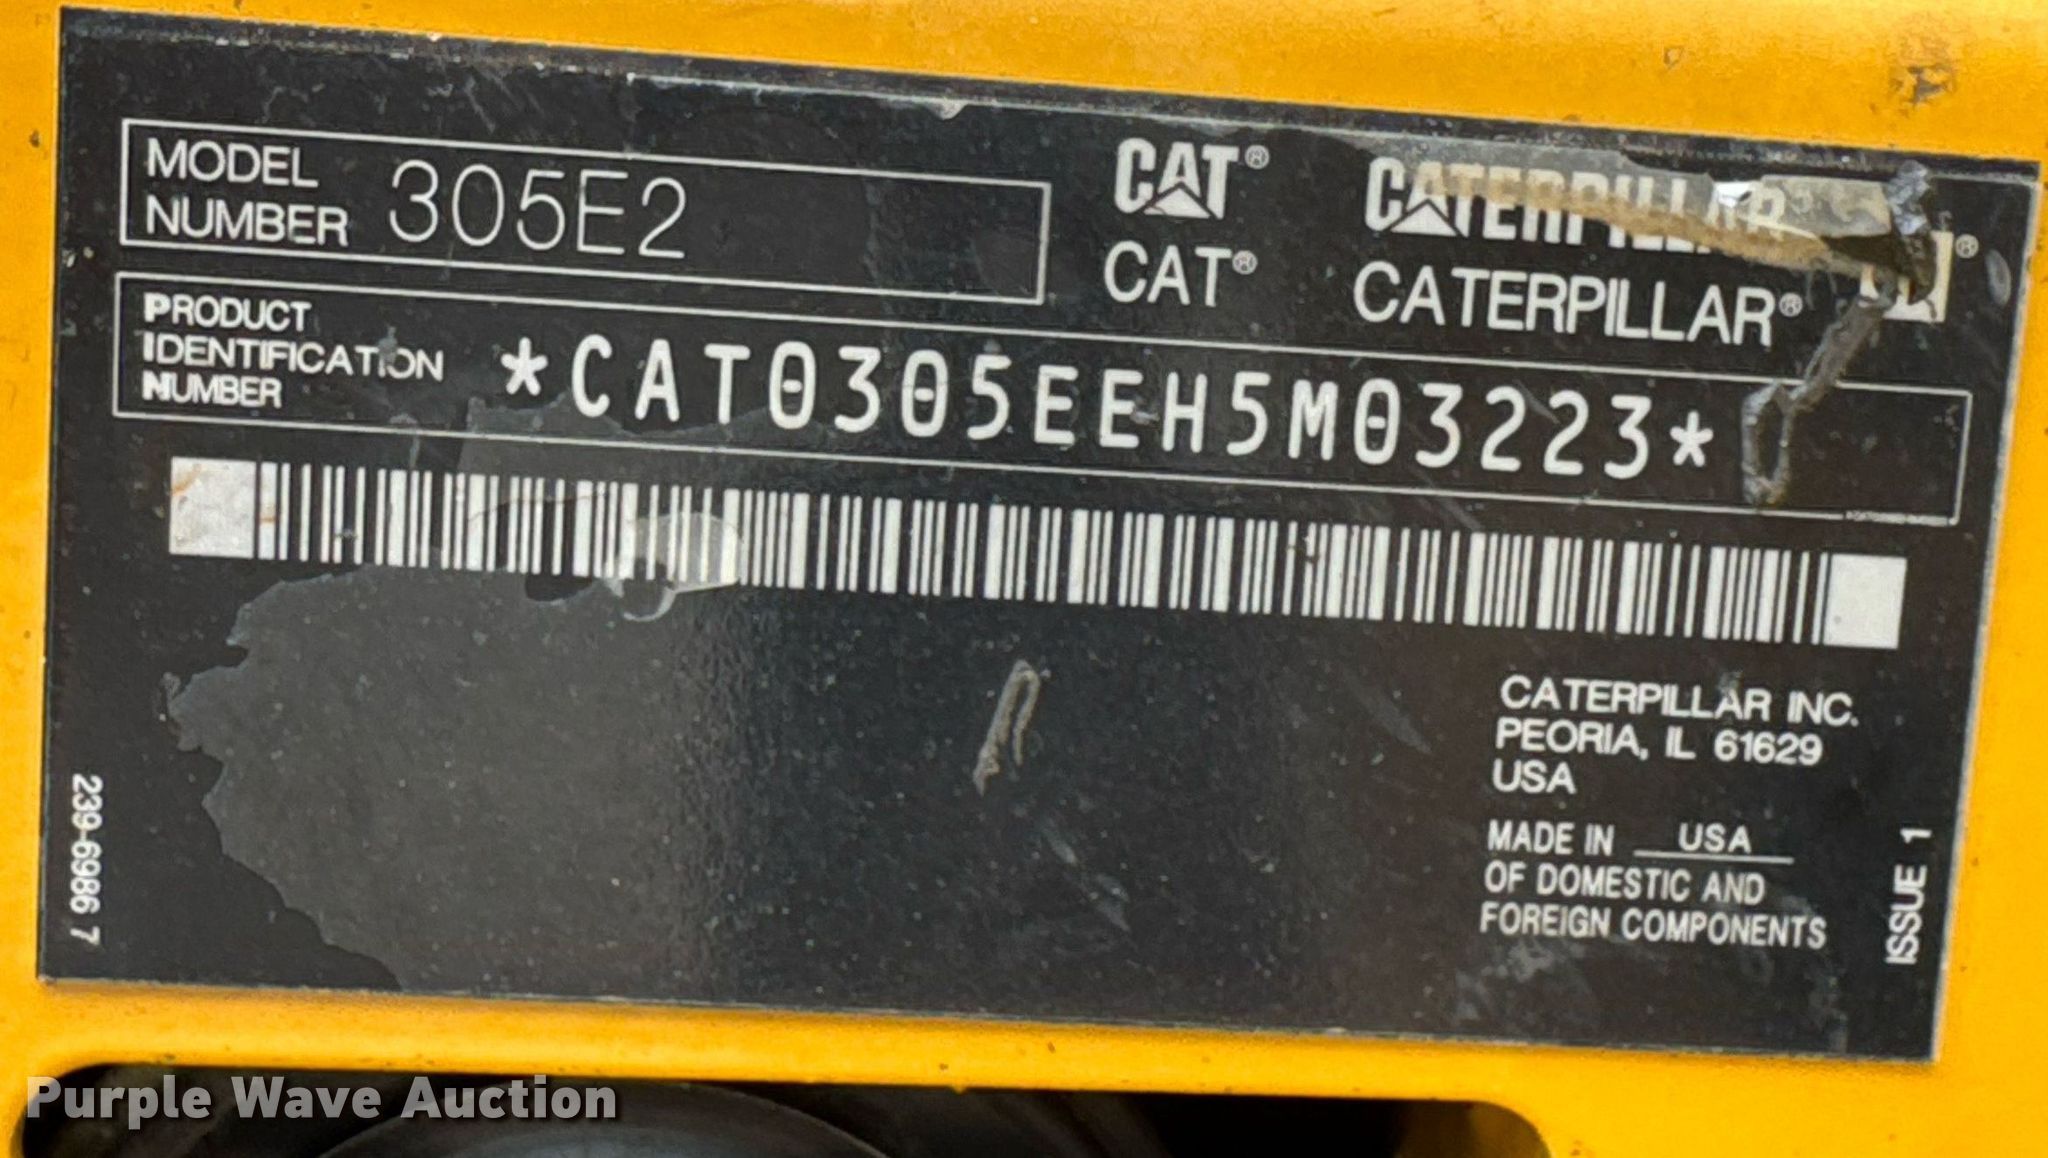 MODEL NUMBER 305E2
CAT® CATERPILLAR ®
CAT® CATERPILLAR®
PRODUCT IDENTIFICATION NUMBER *CAT0305EEH5M03223*
CATERPILLAR INC.
PEORIA, IL 61629
USA
MADE IN USA
OF DOMESTIC AND
FOREIGN COMPONENTS
239-6986 7
ISSUE 1
Purple Wave Auction